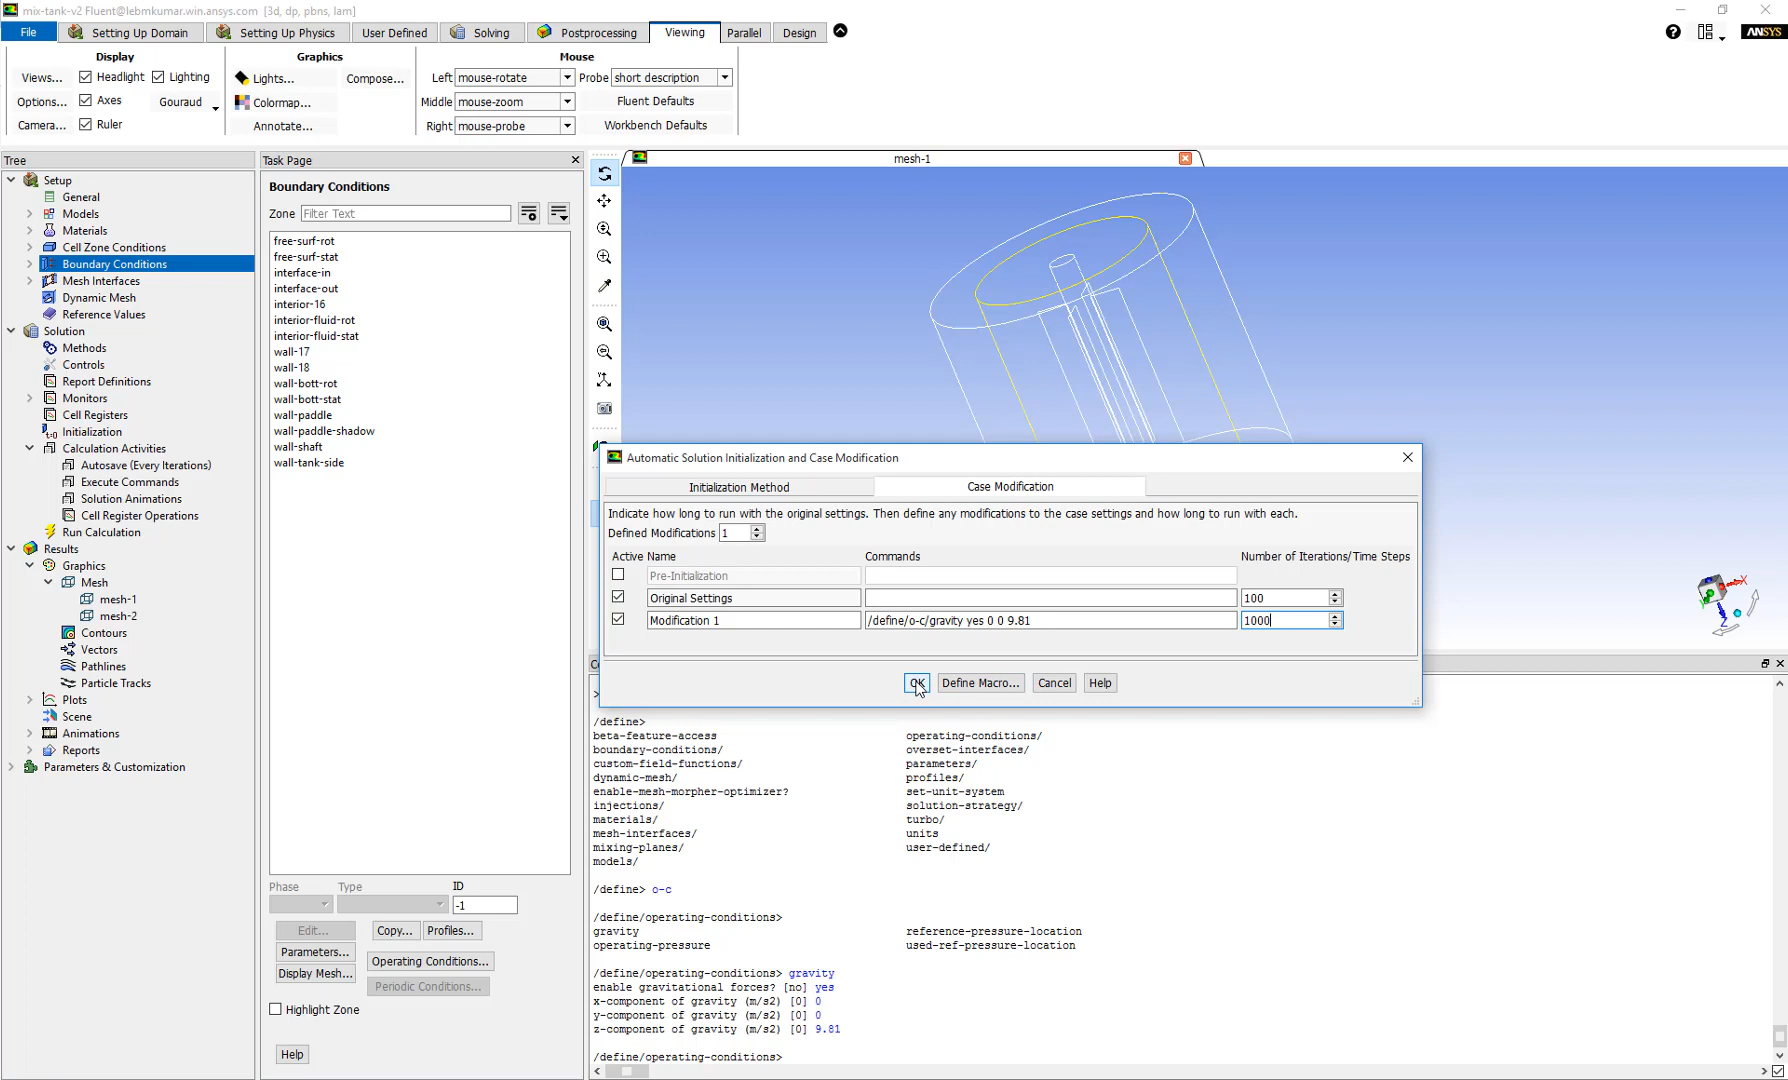 mix-tank-v2 Fluent@lebmkumar.win.ansys.com [3d, dp, pbns, lam]
File Setting Up Domain Setting Up Physics User Defined Solving Postprocessing Viewing Parallel Design ANSYS
Display Graphics Mouse
Views... Headlight Lighting Lights... Compose... Left mouse-rotate Probe short description
Options... Axes Gouraud Colormap... Middle mouse-zoom Fluent Defaults
Camera... Ruler Annotate... Right mouse-probe Workbench Defaults
Tree
Setup
General
Models
Materials
Cell Zone Conditions
Boundary Conditions
Mesh Interfaces
Dynamic Mesh
Reference Values
Solution
Methods
Controls
Report Definitions
Monitors
Cell Registers
Initialization
Calculation Activities
Autosave (Every Iterations)
Execute Commands
Solution Animations
Cell Register Operations
Run Calculation
Results
Graphics
Mesh
mesh-1
mesh-2
Contours
Vectors
Pathlines
Particle Tracks
Plots
Scene
Animations
Reports
Parameters & Customization
Task Page
Boundary Conditions
Zone Filter Text
free-surf-rot
free-surf-stat
interface-in
interface-out
interior-16
interior-fluid-rot
interior-fluid-stat
wall-17
wall-18
wall-bott-rot
wall-bott-stat
wall-paddle
wall-paddle-shadow
wall-shaft
wall-tank-side
Phase Type ID
-1
Edit... Copy... Profiles...
Parameters... Operating Conditions...
Display Mesh... Periodic Conditions...
Highlight Zone
Help
mesh-1
X
Y
Z
Automatic Solution Initialization and Case Modification
Initialization Method Case Modification
Indicate how long to run with the original settings. Then define any modifications to the case settings and how long to run with each.
Defined Modifications 1
Active Name Commands Number of Iterations/Time Steps
Pre-Initialization
Original Settings 100
Modification 1 /define/o-c/gravity yes 0 0 9.81 1000
OK Define Macro... Cancel Help
>
/define>
beta-feature-access operating-conditions/
boundary-conditions/ overset-interfaces/
custom-field-functions/ parameters/
dynamic-mesh/ profiles/
enable-mesh-morpher-optimizer? set-unit-system
injections/ solution-strategy/
materials/ turbo/
mesh-interfaces/ units
mixing-planes/ user-defined/
models/
/define> o-c
/define/operating-conditions>
gravity reference-pressure-location
operating-pressure used-ref-pressure-location
/define/operating-conditions> gravity
enable gravitational forces? [no] yes
x-component of gravity (m/s2) [0] 0
y-component of gravity (m/s2) [0] 0
z-component of gravity (m/s2) [0] 9.81
/define/operating-conditions>